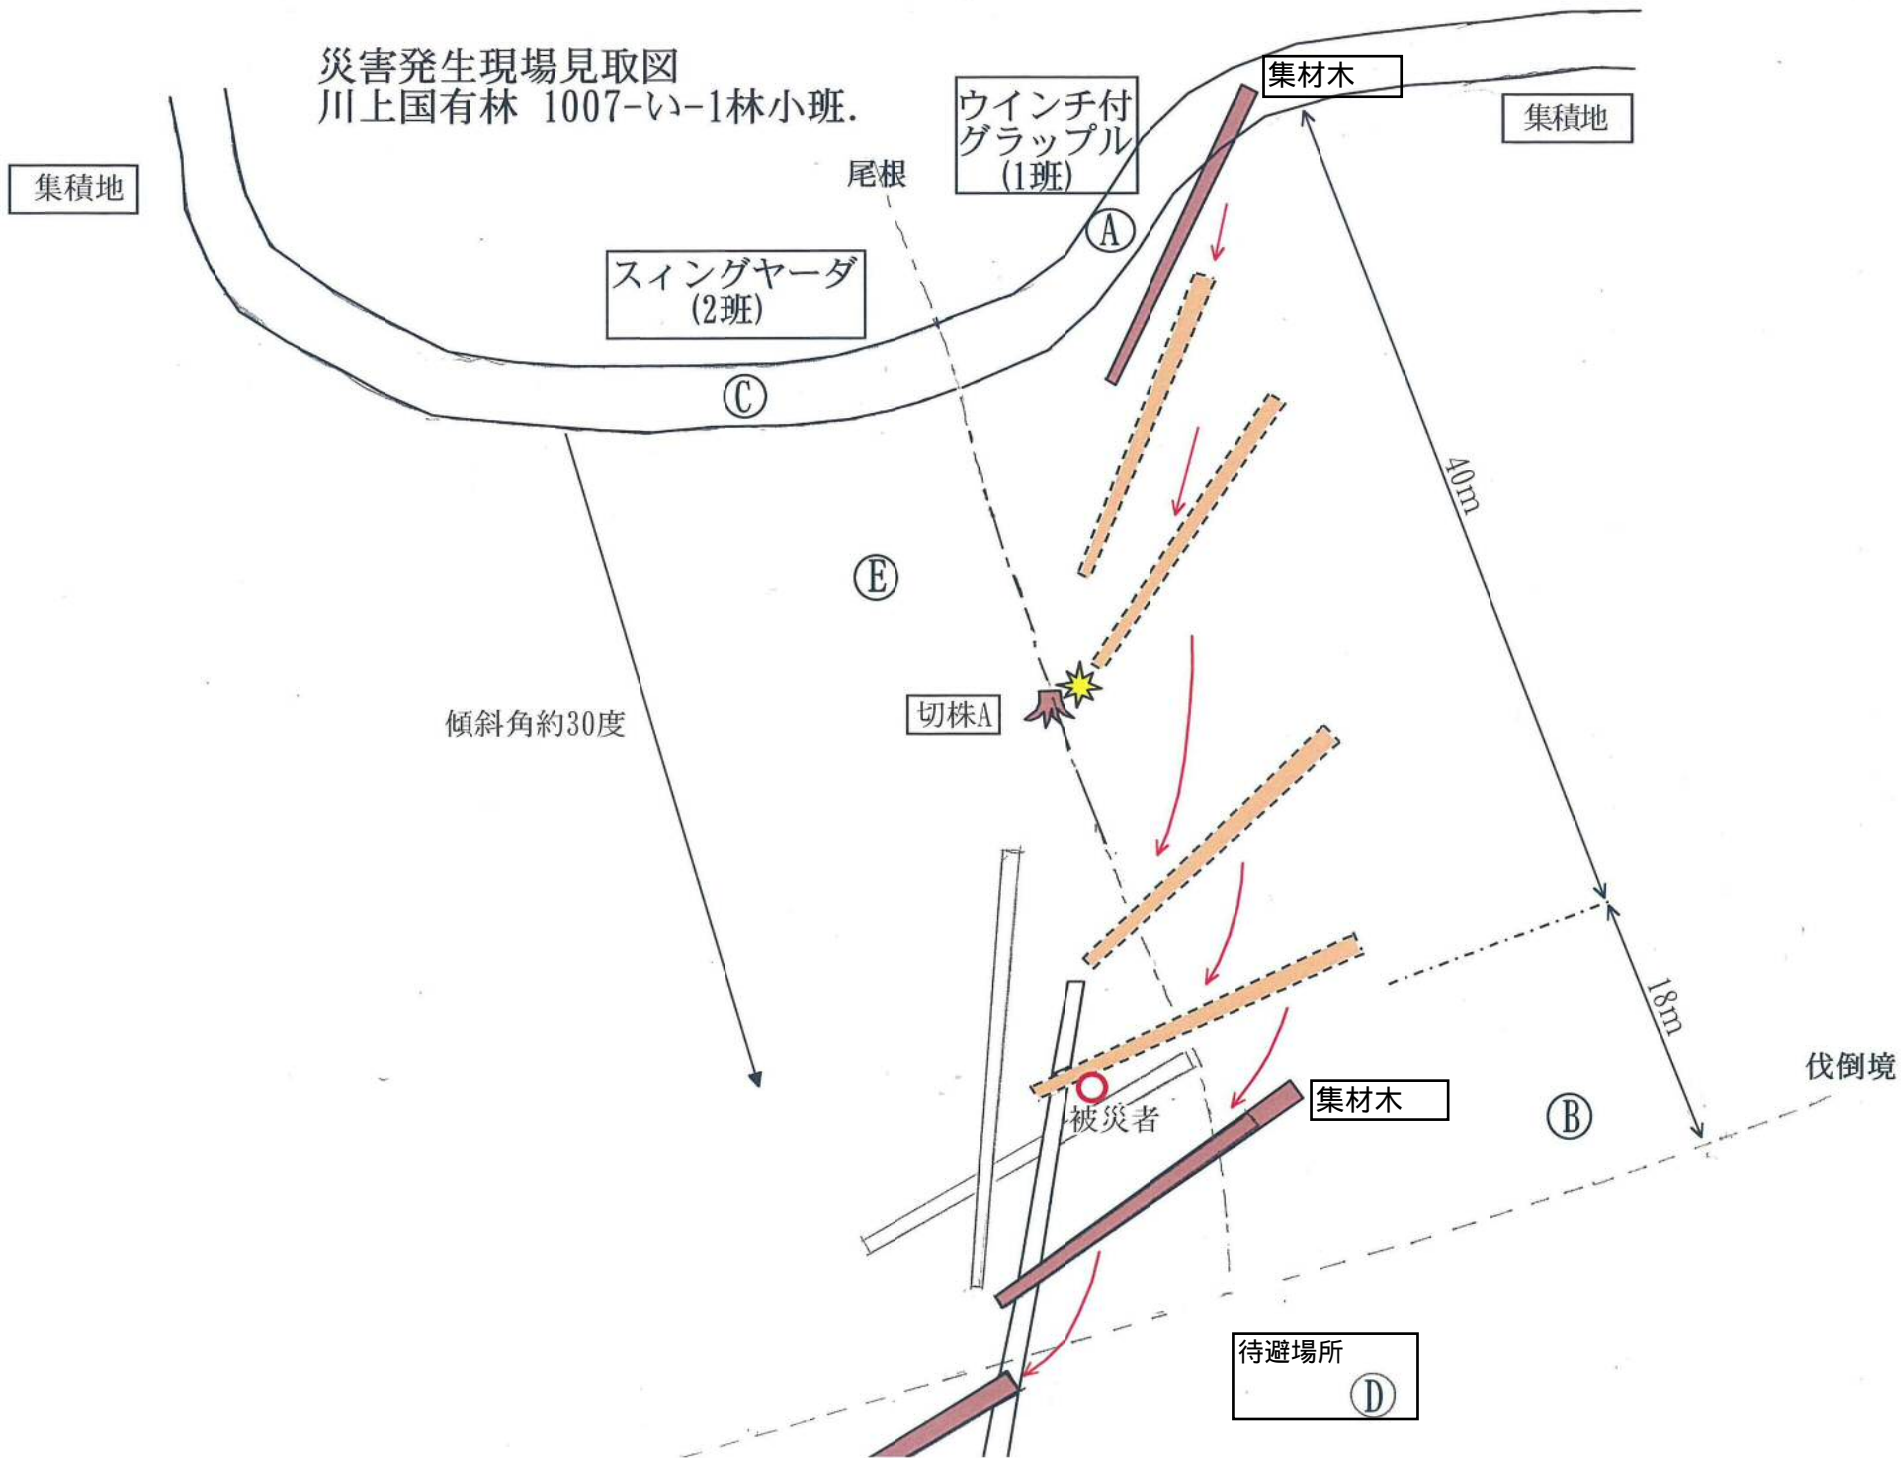 災害発生現場見取図
川上国有林 1007-い-1林小班.
集材木
ウインチ付
グラップル
(1班)
集積地
尾根
集積地
A
スィングヤーダ
(2班)
C
40m
E
切株A
傾斜角約30度
18m
伐倒境
集材木
B
被災者
待避場所
D